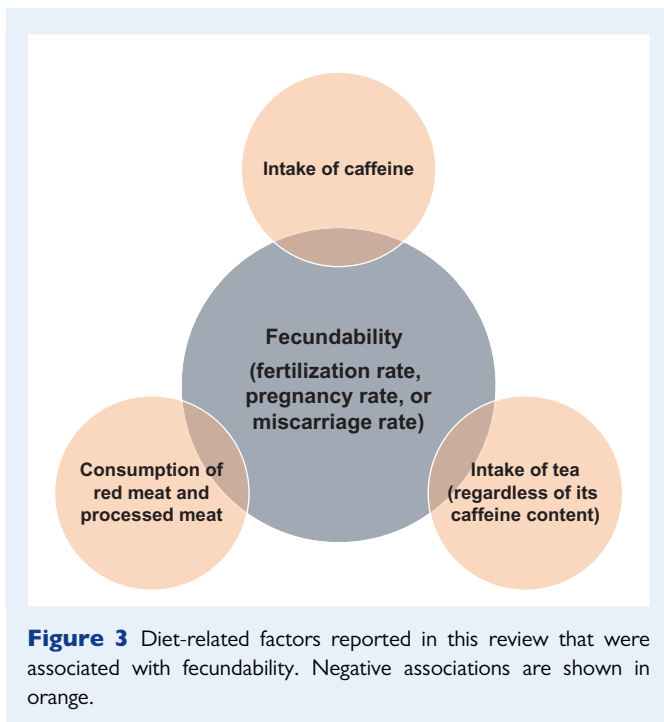 Intake of caffeine
Fecundability
(fertilization rate,
pregnancy rate, or
miscarriage rate)
Consumption of
red meat and
processed meat
Intake of tea
(regardless of its
caffeine content)
Figure 3 Diet-related factors reported in this review that were
associated with fecundability. Negative associations are shown in
orange.